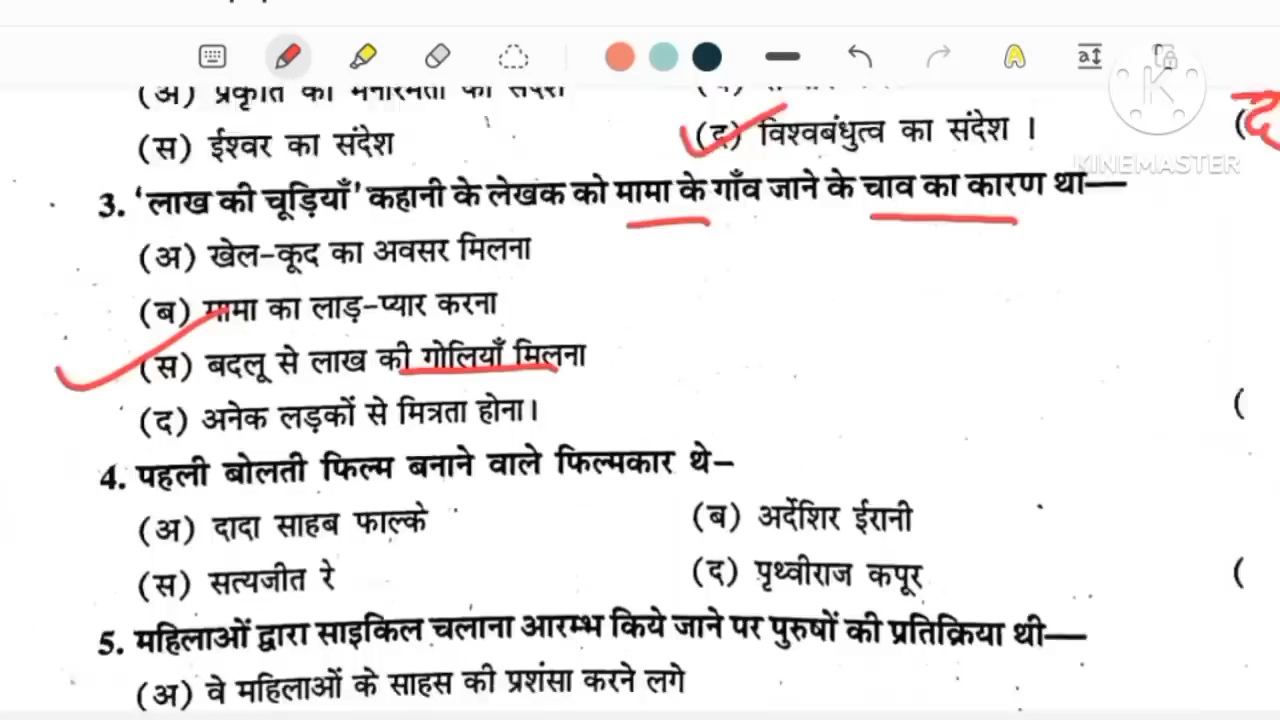 (स) ईश्वर का संदेश
(द) विश्वबंधुत्व का संदेश ।
(द
KINEMASTER
3. 'लाख की चूड़ियाँ' कहानी के लेखक को मामा के गाँव जाने के चाव का कारण था—
(अ) खेल-कूद का अवसर मिलना
(ब) मामा का लाड़-प्यार करना
(स) बदलू से लाख की गोलियाँ मिलना
(द) अनेक लड़कों से मित्रता होना।
(
4. पहली बोलती फिल्म बनाने वाले फिल्मकार थे–
(अ) दादा साहब फाल्के
(ब) अर्देशिर ईरानी
(स) सत्यजीत रे
(द) पृथ्वीराज कपूर
(
5. महिलाओं द्वारा साइकिल चलाना आरम्भ किये जाने पर पुरुषों की प्रतिक्रिया थी—
(अ) वे महिलाओं के साहस की प्रशंसा करने लगे